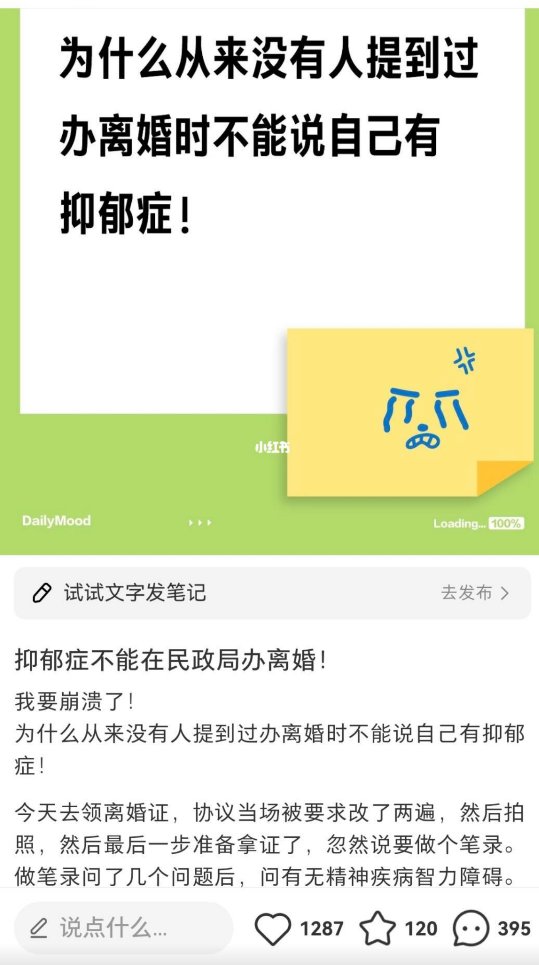 为什么从来没有人提到过
办离婚时不能说自己有
抑郁症！
小红书
DailyMood
Loading... 100%
试试文字发笔记
去发布
抑郁症不能在民政局办离婚！
我要崩溃了！
为什么从来没有人提到过办离婚时不能说自己有抑郁
症！
今天去领离婚证，协议当场被要求改了两遍，然后拍
照，然后最后一步准备拿证了，忽然说要做个笔录。
做笔录问了几个问题后，问有无精神疾病智力障碍。
说点什么...
1287
120
395